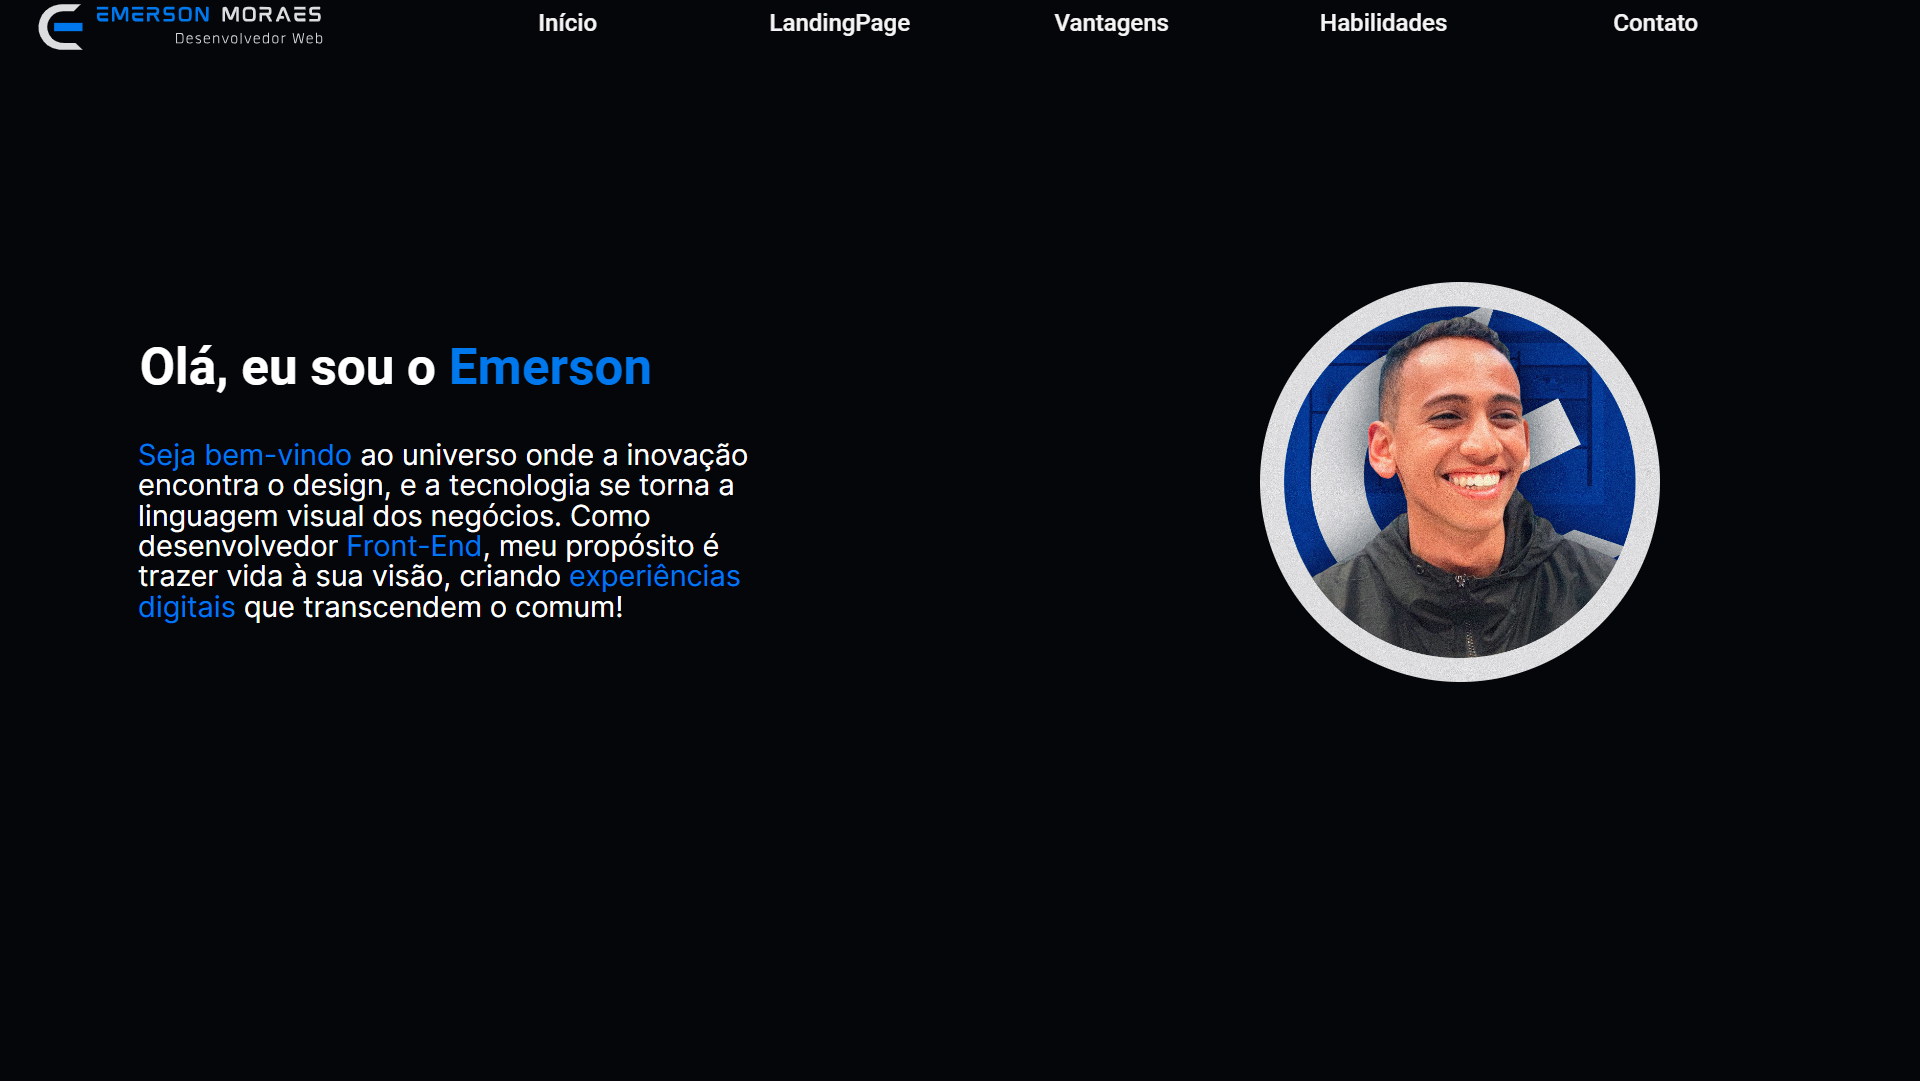 EMERSON MORAES
Desenvolvedor Web
Início
LandingPage
Vantagens
Habilidades
Contato
Olá, eu sou o Emerson
Seja bem-vindo ao universo onde a inovação
encontra o design, e a tecnologia se torna a
linguagem visual dos negócios. Como
desenvolvedor Front-End, meu propósito é
trazer vida à sua visão, criando experiências
digitais que transcendem o comum!